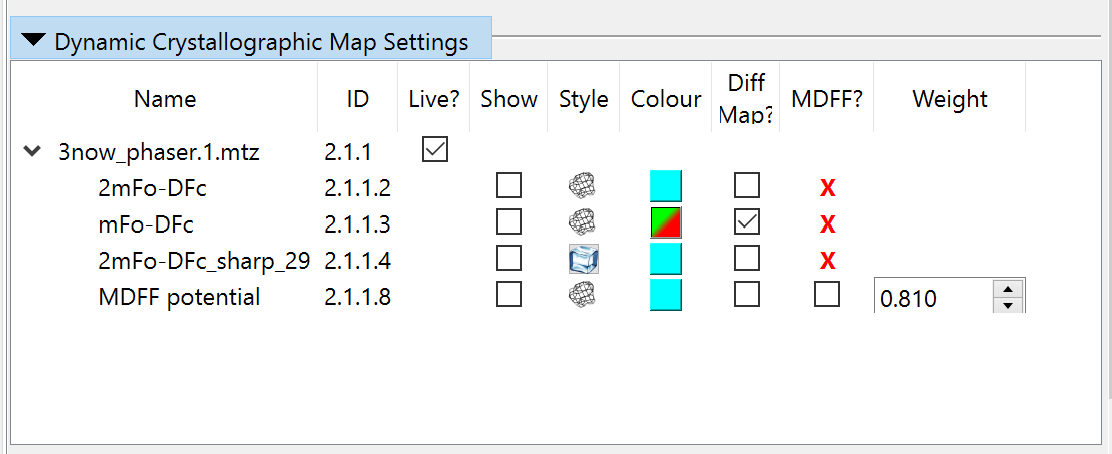 Dynamic Crystallographic Map Settings
Name ID Live? Show Style Colour Diff Map? MDFF? Weight
3now_phaser.1.mtz 2.1.1
2mFo-DFc 2.1.1.2 X
mFo-DFc 2.1.1.3 X
2mFo-DFc_sharp_29 2.1.1.4 X
MDFF potential 2.1.1.8 0.810